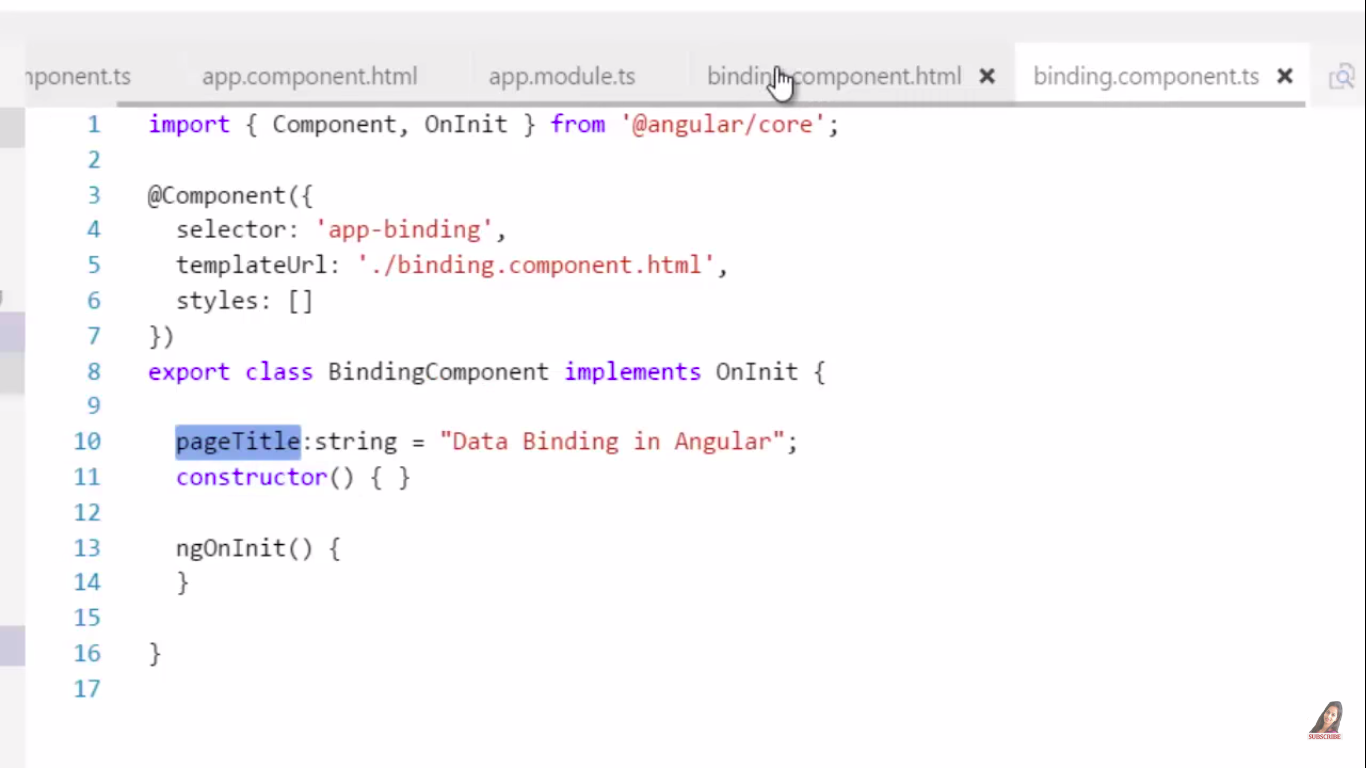 mponent.ts app.component.html app.module.ts binding.component.html × binding.component.ts ×
1 import { Component, OnInit } from '@angular/core';
2
3 @Component({
4 selector: 'app-binding',
5 templateUrl: './binding.component.html',
6 styles: []
7 })
8 export class BindingComponent implements OnInit {
9
10 pageTitle:string = "Data Binding in Angular";
11 constructor() { }
12
13 ngOnInit() {
14 }
15
16 }
17
SUBSCRIBE